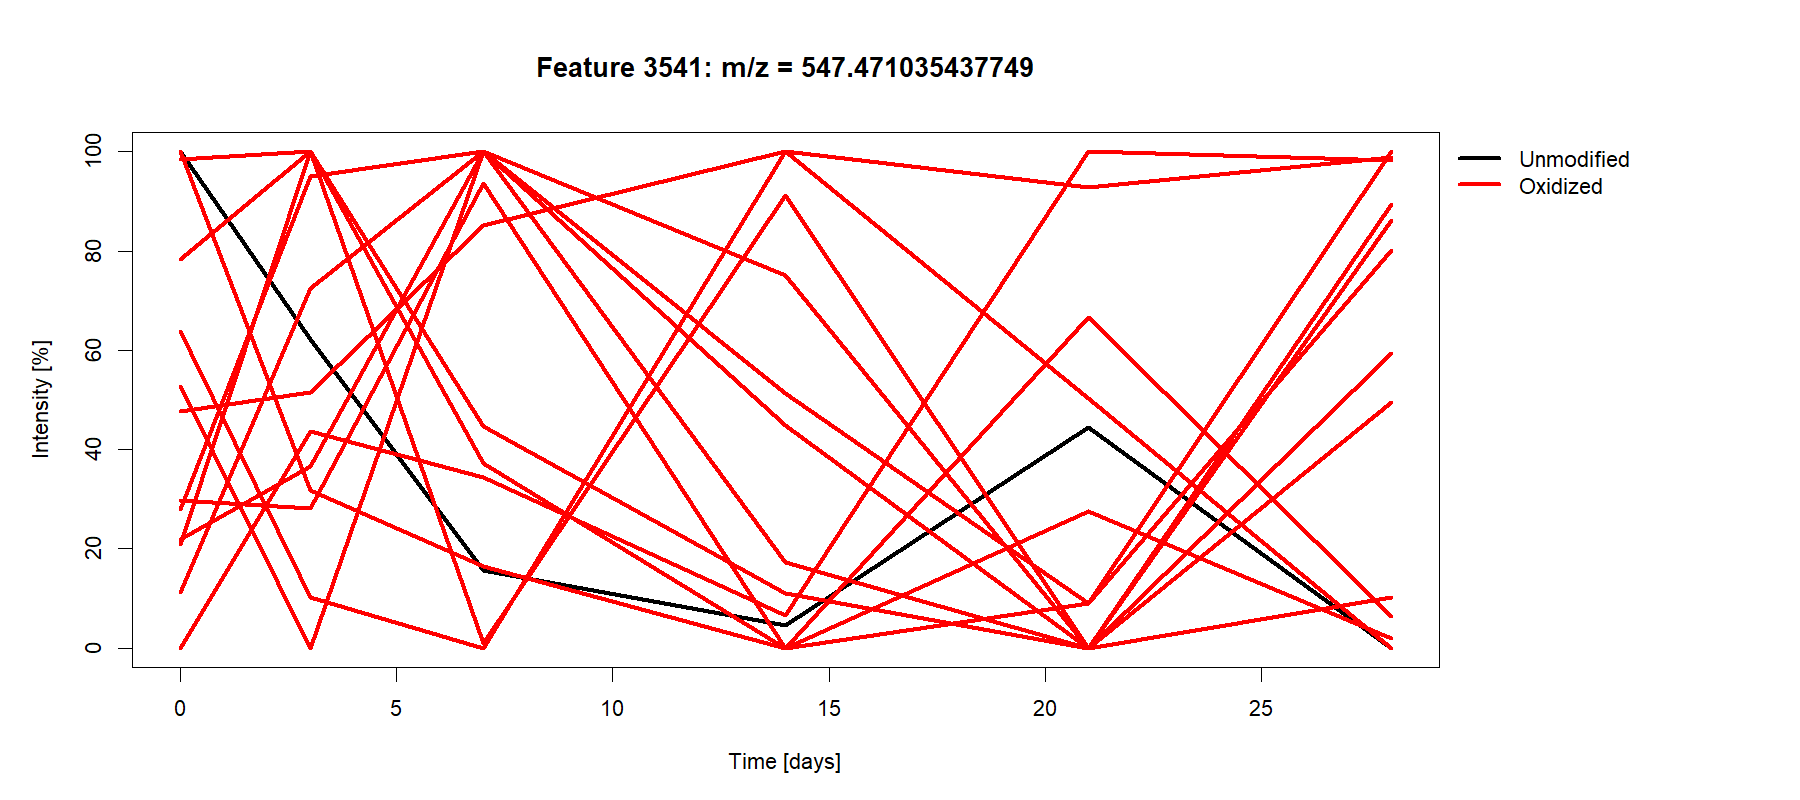 Feature 3541: m/z = 547.471035437749
Unmodified
Oxidized
Intensity [%]
100
80
60
40
20
0
0 5 10 15 20 25
Time [days]